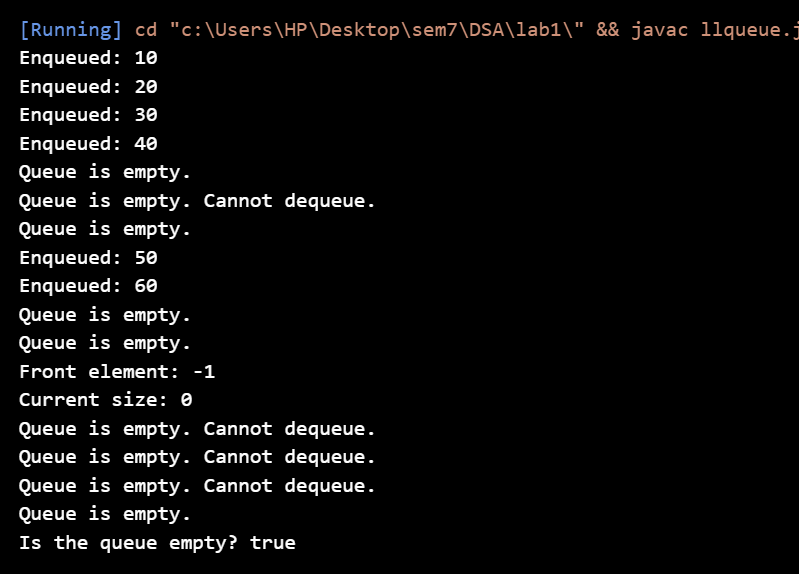 [Running] cd "c:\Users\HP\Desktop\sem7\DSA\lab1\" && javac llqueue.j
Enqueued: 10
Enqueued: 20
Enqueued: 30
Enqueued: 40
Queue is empty.
Queue is empty. Cannot dequeue.
Queue is empty.
Enqueued: 50
Enqueued: 60
Queue is empty.
Queue is empty.
Front element: -1
Current size: 0
Queue is empty. Cannot dequeue.
Queue is empty. Cannot dequeue.
Queue is empty. Cannot dequeue.
Queue is empty.
Is the queue empty? true